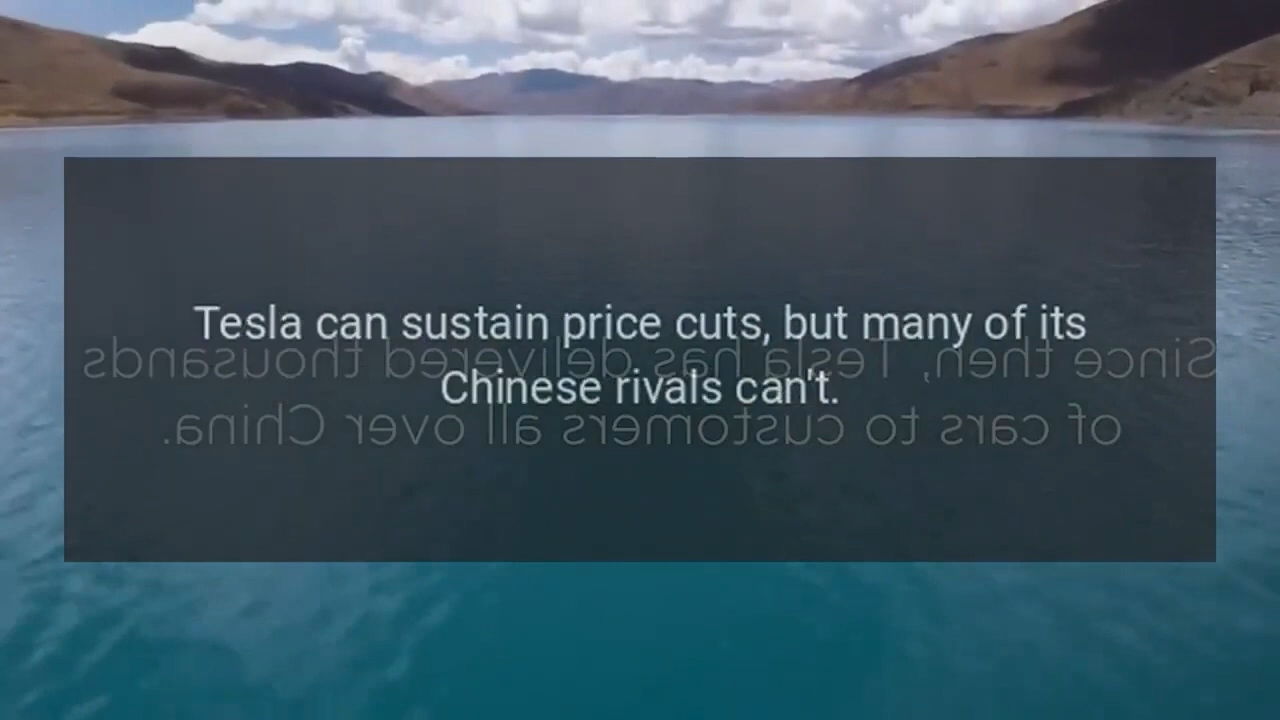 Tesla can sustain price cuts, but many of its
Since then, Tesla has delivered thousands
Chinese rivals can't.
of cars to customers all over China.